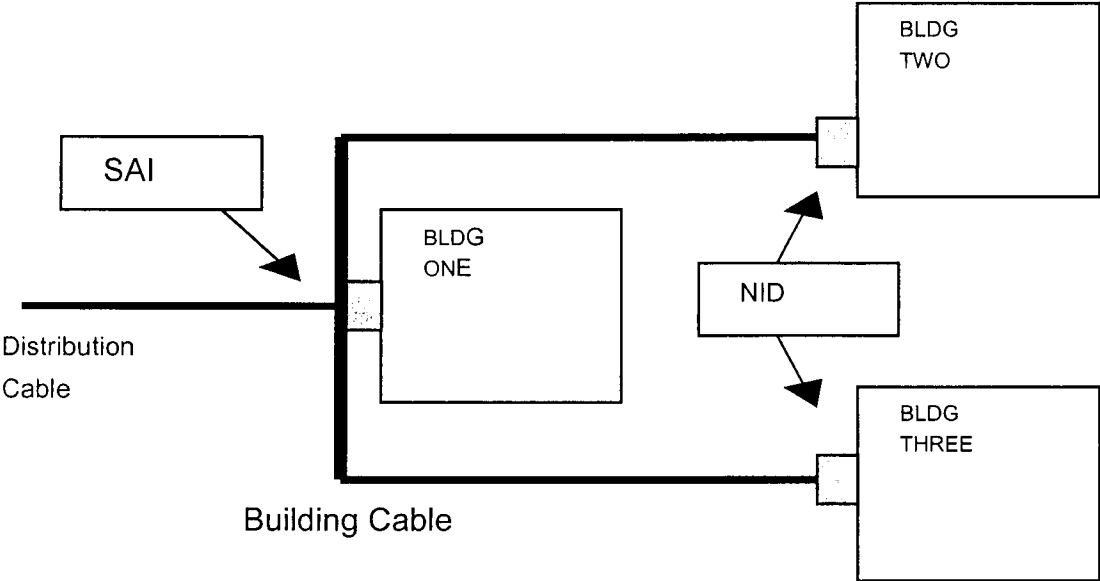 BLDG
TWO
SAI
BLDG
ONE
NID
Distribution
Cable
BLDG
THREE
Building Cable